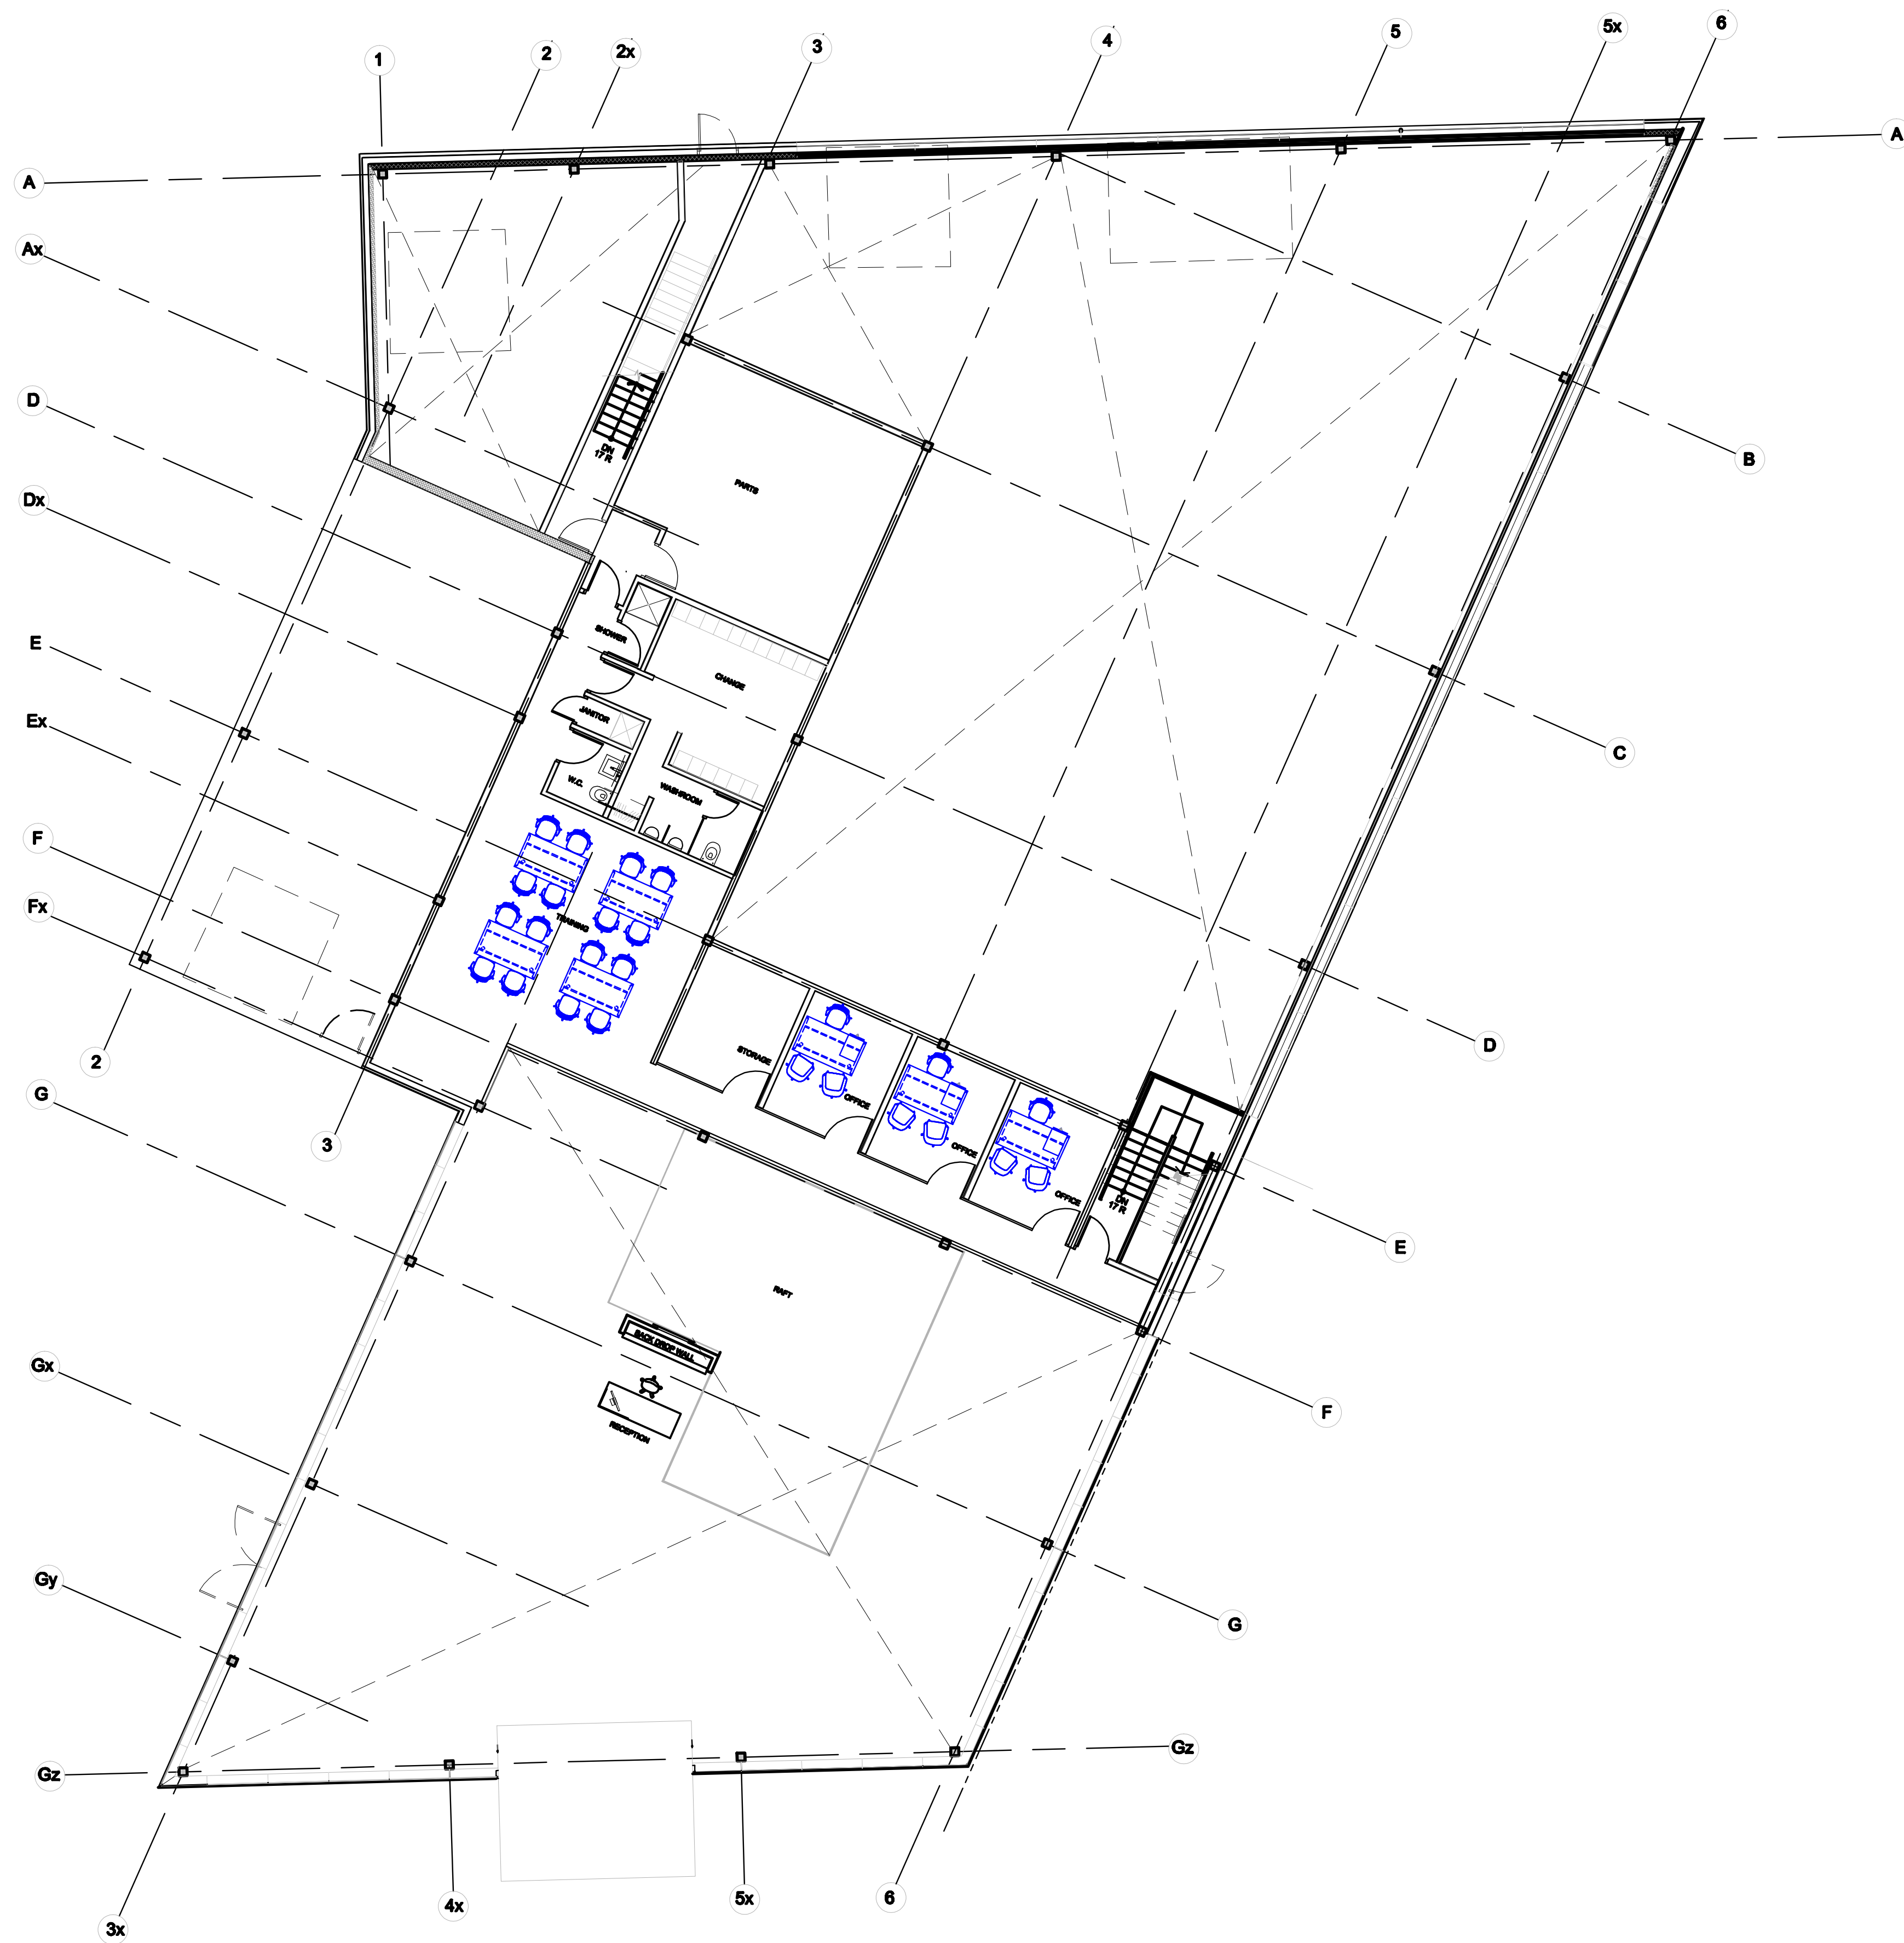 1
2
2x
3
4
5
5x
6
A
A
Ax
D
Dx
E
Ex
F
Fx
B
C
D
E
F
G
2
3
G
Gx
Gy
Gz
Gz
3x
4x
5x
6
DN
17 R
PARTS
SHOWER
CHANGE
JANITOR
W.C.
WASHROOM
TRAINING
STORAGE
OFFICE
OFFICE
OFFICE
DN
17 R
RAFT
BACK DROP WALL
RECEPTION